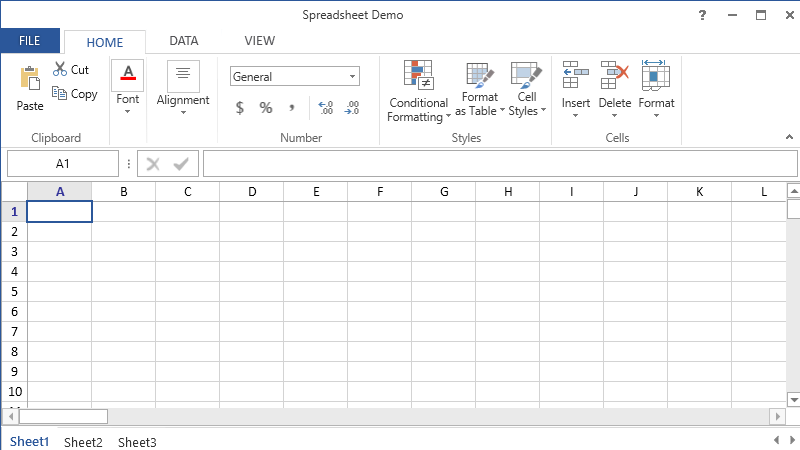 Spreadsheet Demo
?
FILE HOME DATA VIEW
Paste
Cut
Copy
Clipboard
A
Font
Alignment
General
$ % ,
.0 .00
.00 .0
Number
Conditional Formatting
Format as Table
Cell Styles
Styles
Insert
Delete
Format
Cells
A1
A B C D E F G H I J K L
1
2
3
4
5
6
7
8
9
10
Sheet1 Sheet2 Sheet3